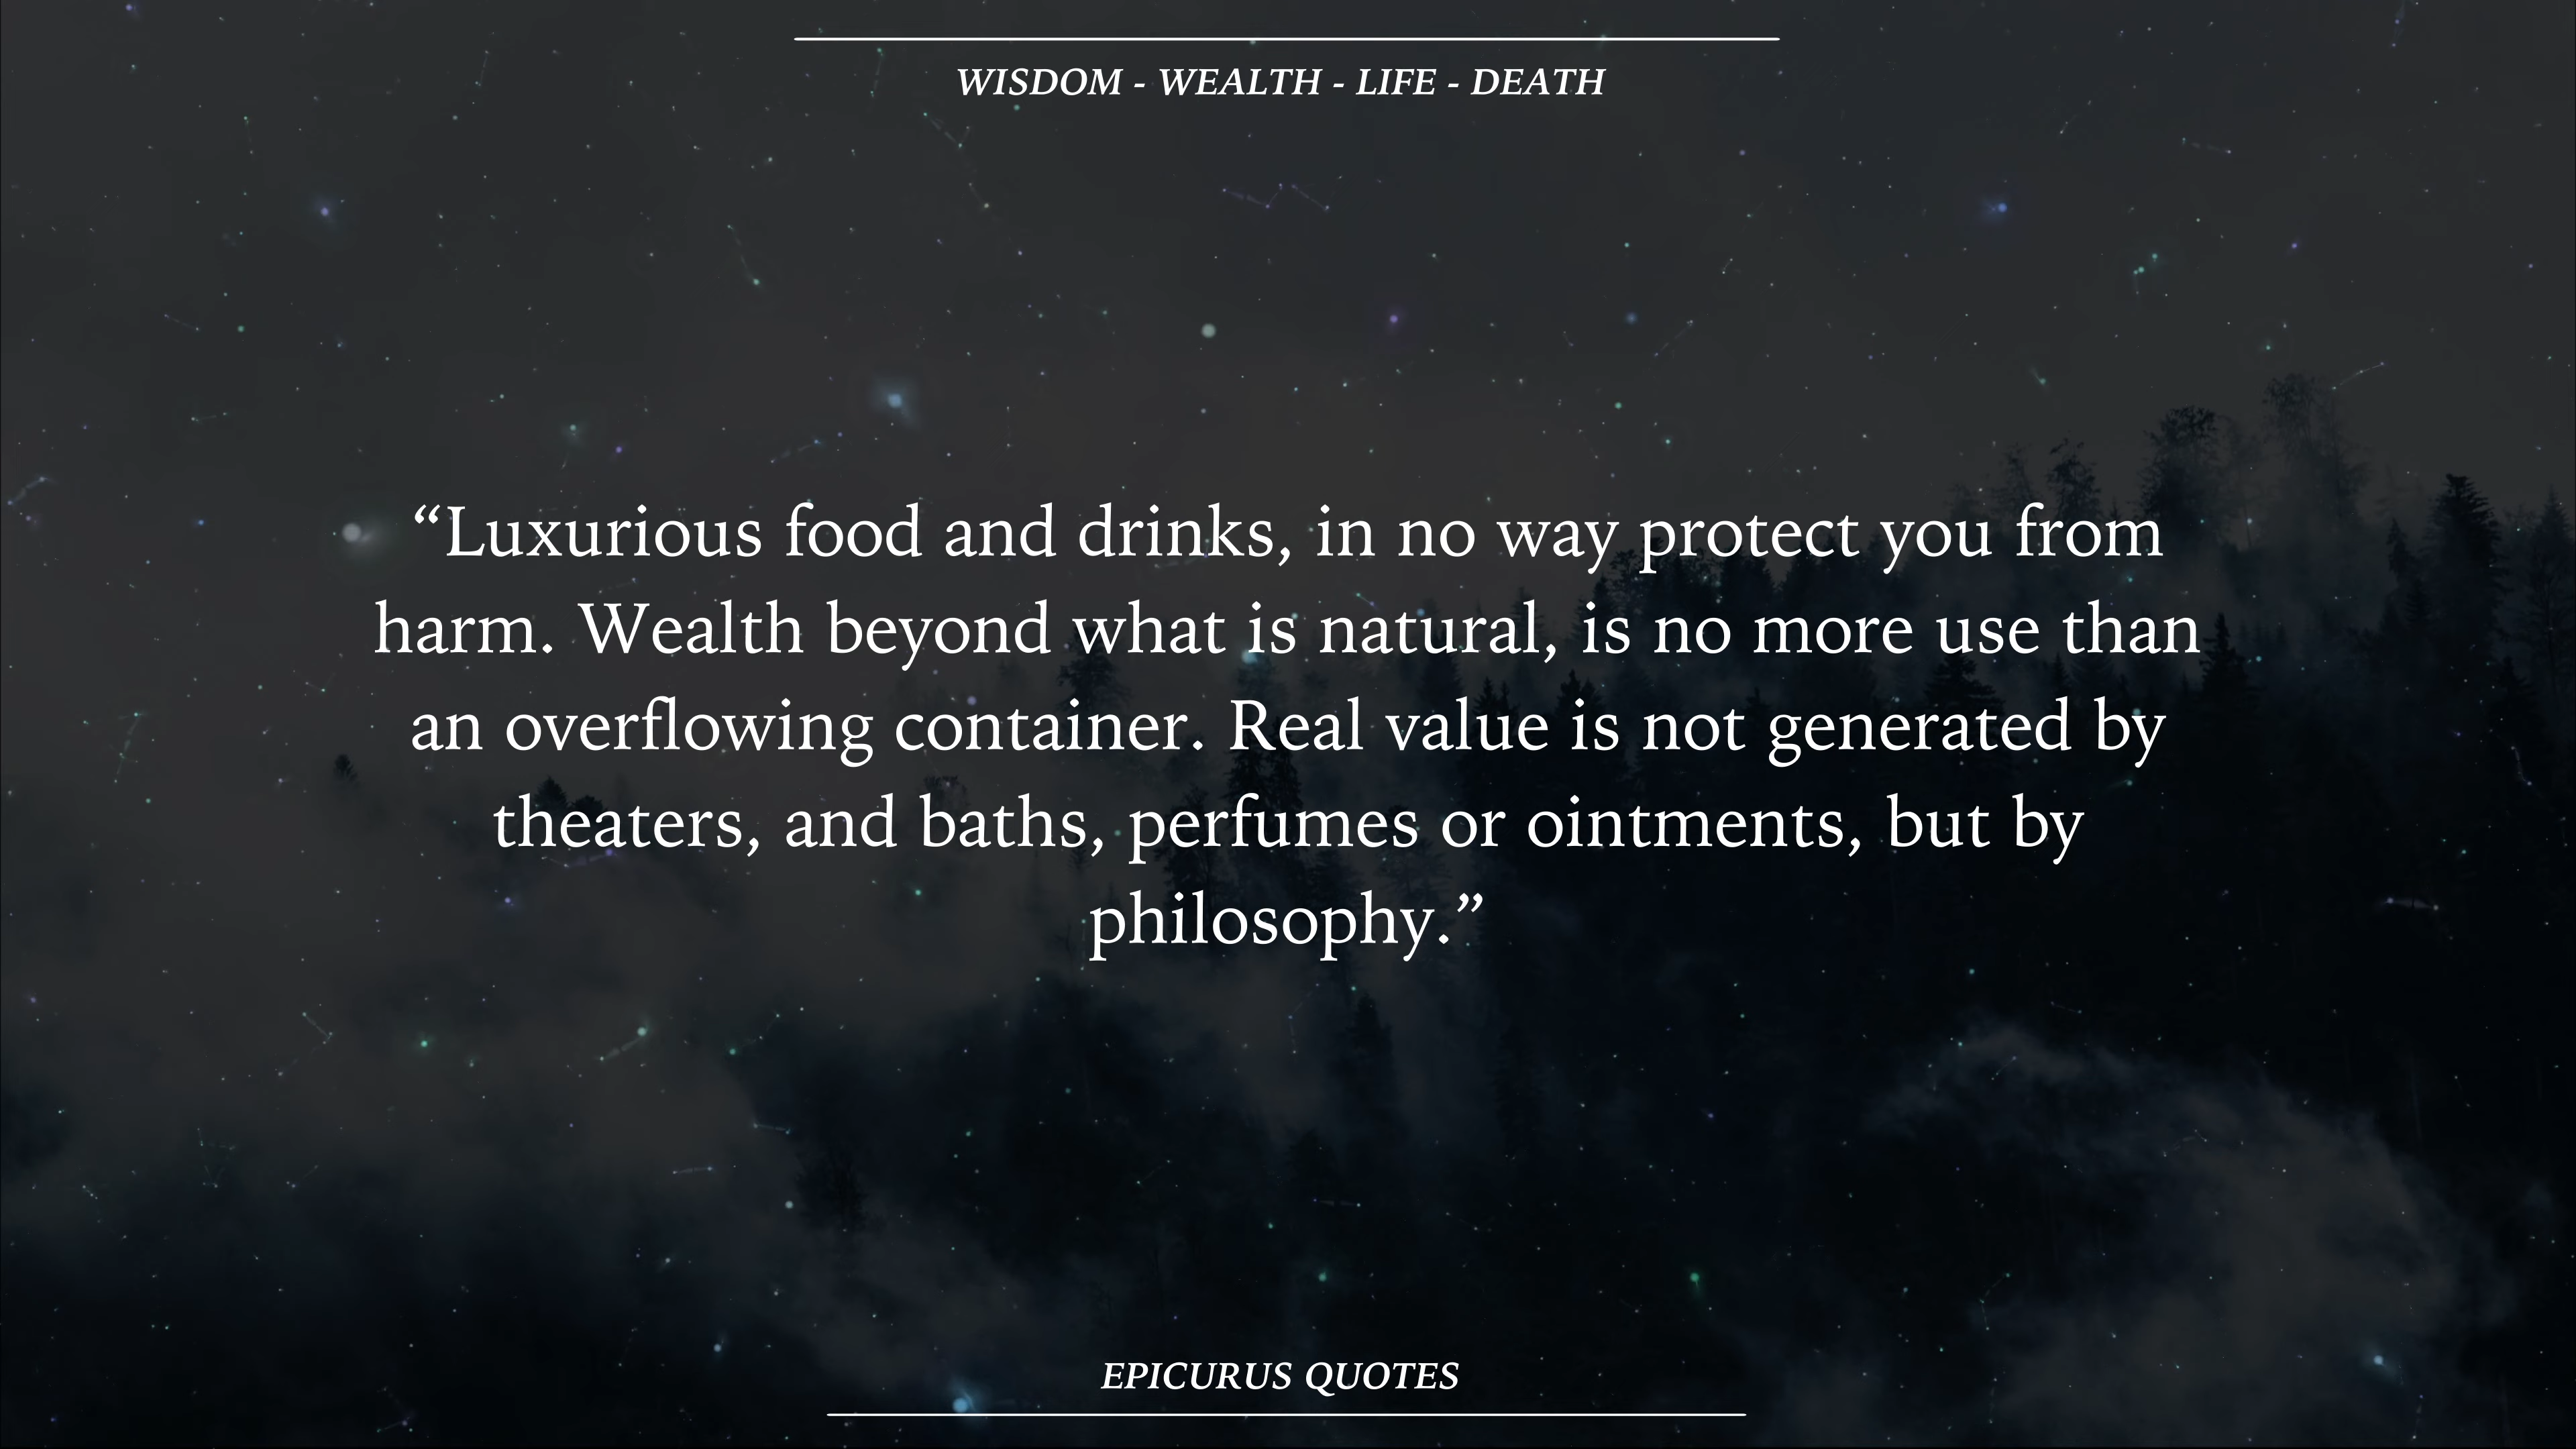 WISDOM - WEALTH - LIFE - DEATH
“Luxurious food and drinks, in no way protect you from
harm. Wealth beyond what is natural, is no more use than
an overflowing container. Real value is not generated by
theaters, and baths, perfumes or ointments, but by
philosophy.”
EPICURUS QUOTES